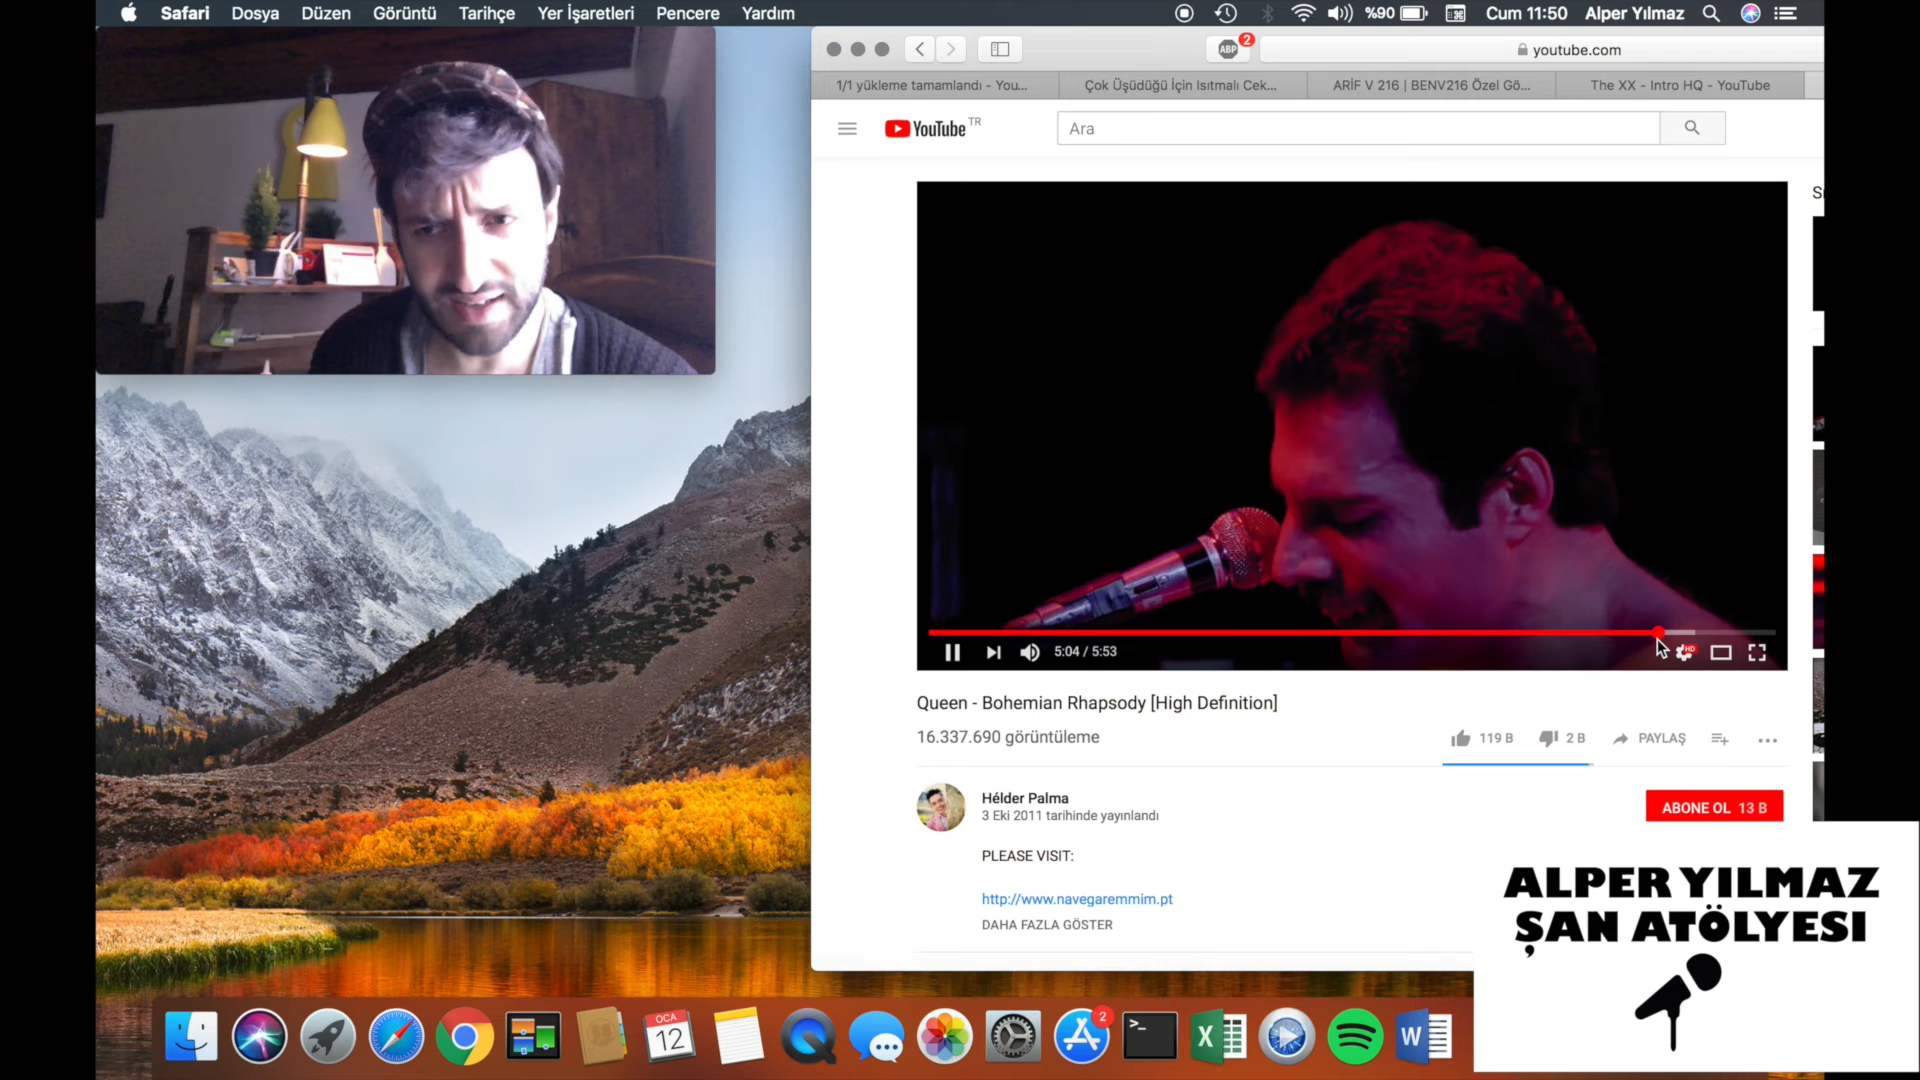 Safari Dosya Düzen Görüntü Tarihçe Yer İşaretleri Pencere Yardım %90 Cum 11:50 Alper Yılmaz
ABP 2 youtube.com
1/1 yükleme tamamlandı - You... Çok Üşüdüğü İçin Isıtmalı Cek... ARİF V 216 | BENV216 Özel Gö... The XX - Intro HQ - YouTube
YouTube TR Ara
5:04 / 5:53 HD
Queen - Bohemian Rhapsody [High Definition]
16.337.690 görüntüleme 119 B 2 B PAYLAŞ
Hélder Palma
3 Eki 2011 tarihinde yayınlandı
ABONE OL 13 B
PLEASE VISIT:
http://www.navegaremmim.pt
DAHA FAZLA GÖSTER
ALPER YILMAZ
ŞAN ATÖLYESI
OCA
12
2